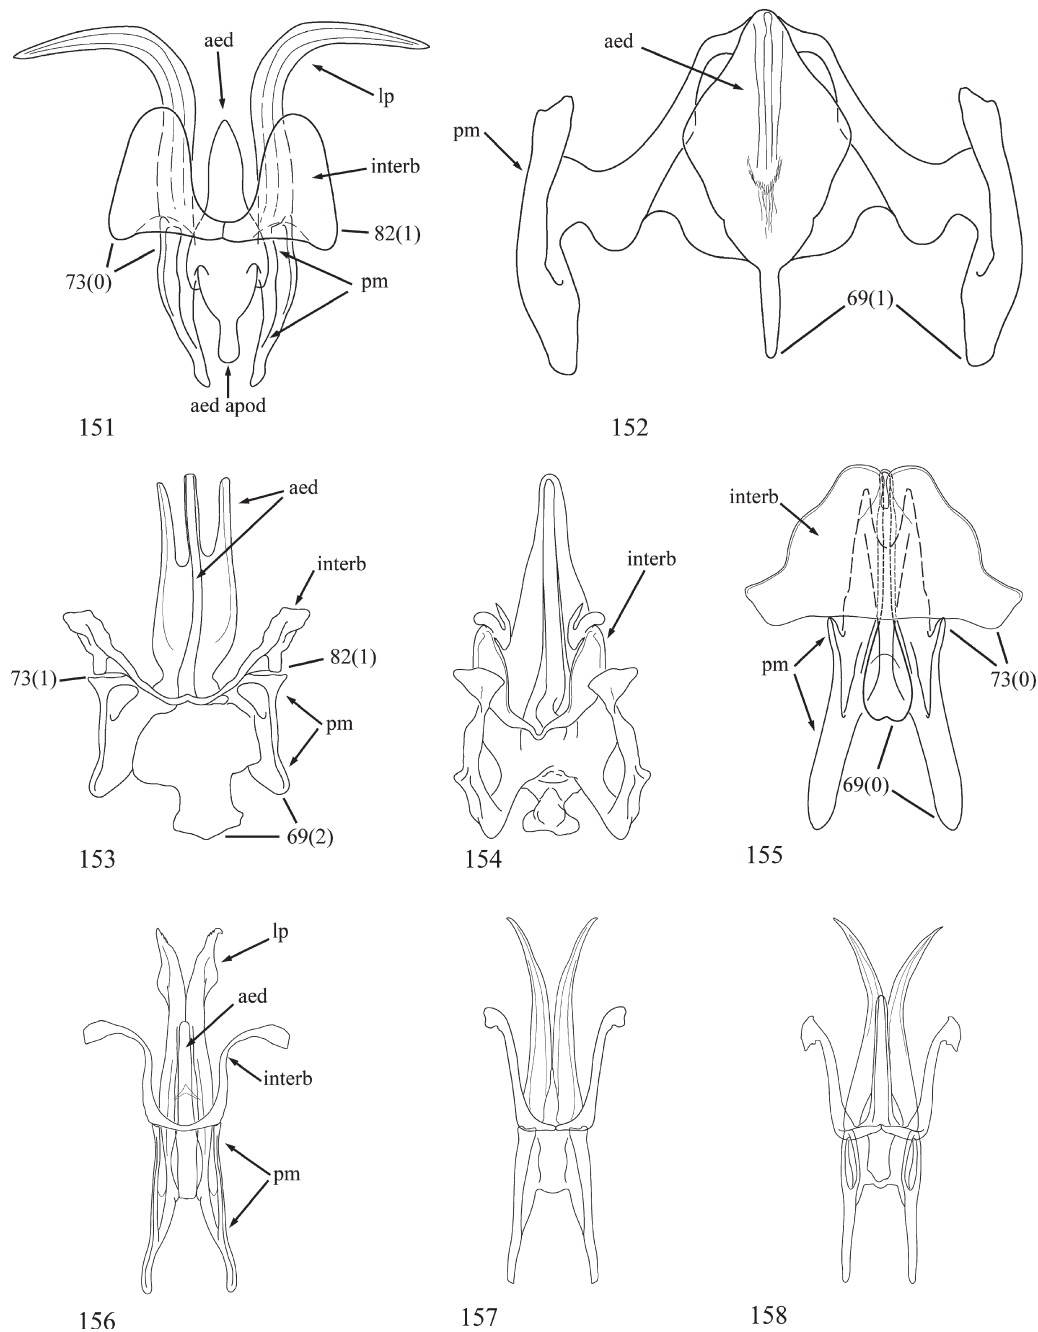 aed
lp
interb
82(1)
73(0)
pm
aed apod
151
aed
pm
69(1)
152
aed
interb
82(1)
73(1)
pm
69(2)
153
interb
154
interb
pm
73(0)
69(0)
155
lp
aed
interb
pm
156
157
158